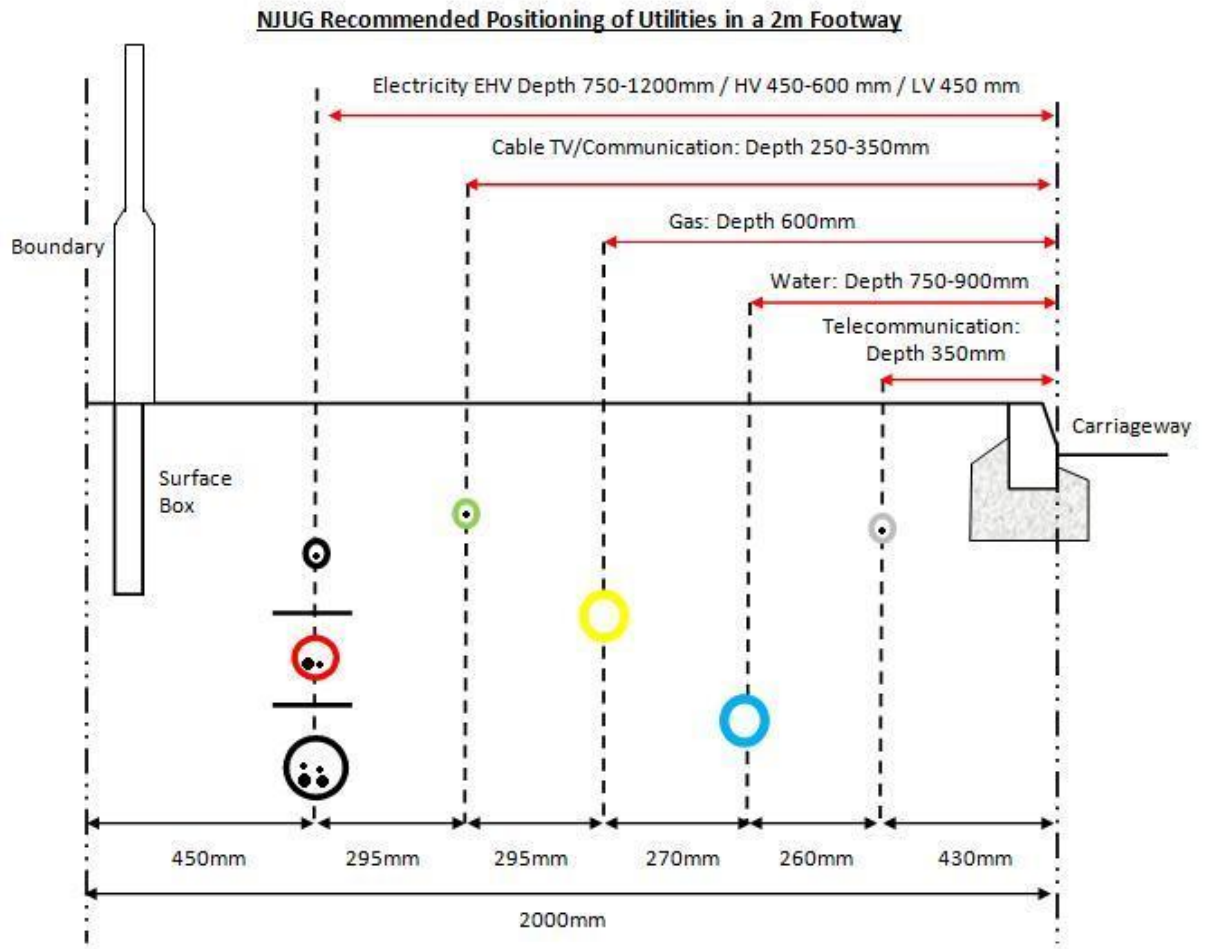 NJUG Recommended Positioning of Utilities in a 2m Footway
Electricity EHV Depth 750-1200mm / HV 450-600 mm / LV 450 mm
Cable TV/Communication: Depth 250-350mm
Gas: Depth 600mm
Boundary
Water: Depth 750-900mm
Telecommunication:
Depth 350mm
Carriageway
Surface
Box
450mm
295mm
295mm
270mm
260mm
430mm
2000mm